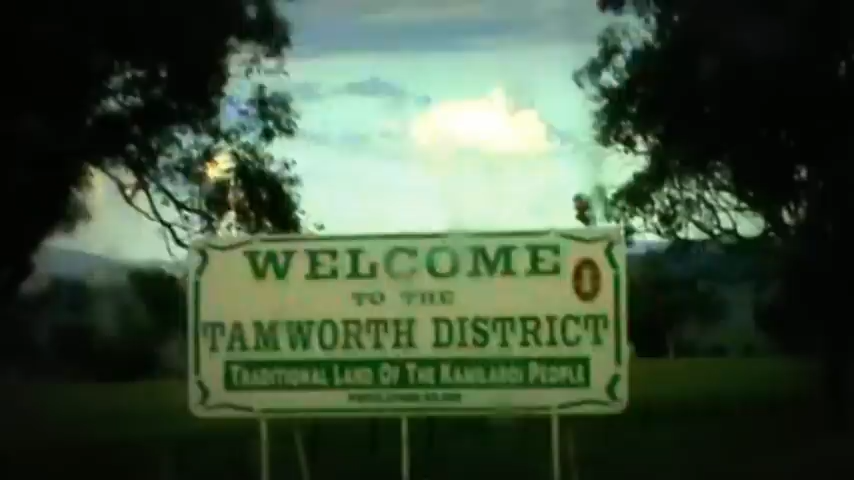 WELCOME
TO THE
TAMWORTH DISTRICT
TRADITIONAL LAND OF THE KAMILAROI PEOPLE